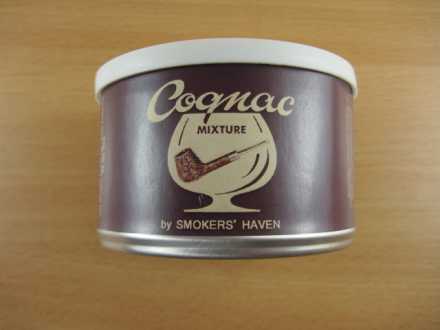 Cognac
MIXTURE
by SMOKERS' HAVEN